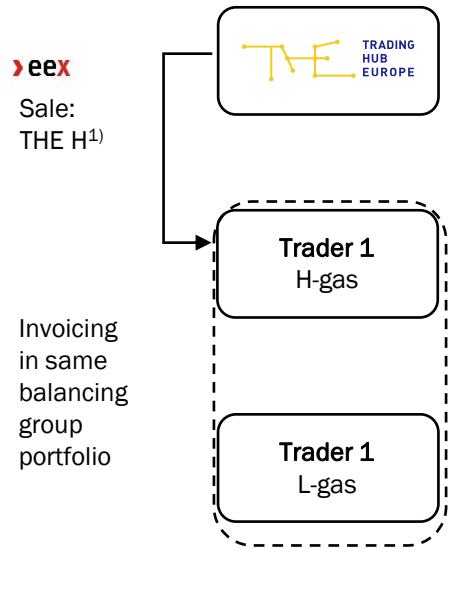 THE
TRADING
HUB
EUROPE
eex
Sale:
THE H1)
Trader 1
H-gas
Invoicing
in same
balancing
group
portfolio
Trader 1
L-gas